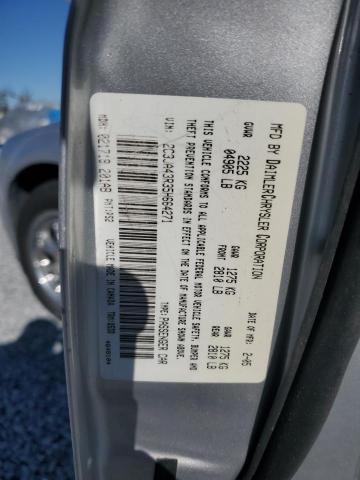 MFD BY DAIMLERCHRYSLER CORPORATION
DATE OF MFR: 2-05
GVWR
2225 KG
04905 LB
GAWR FRONT
1275 KG
2810 LB
GAWR REAR
1275 KG
2810 LB
THIS VEHICLE CONFORMS TO ALL APPLICABLE FEDERAL MOTOR VEHICLE SAFETY, BUMPER AND
THEFT PREVENTION STANDARDS IN EFFECT ON THE DATE OF MANUFACTURE SHOWN ABOVE.
2C3JA43R35H684271
TYPE: PASSENGER CAR
VEHICLE MADE IN CANADA